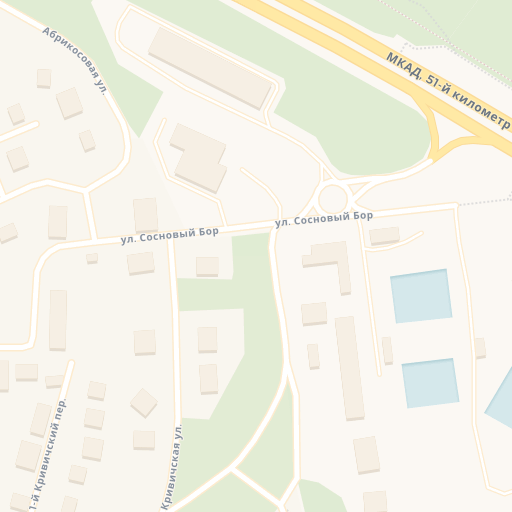 Абрикосовая ул.
МКАД, 51-й километр
ул. Сосновый Бор
ул. Сосновый Бор
1-й Кривичский пер.
Кривичская ул.